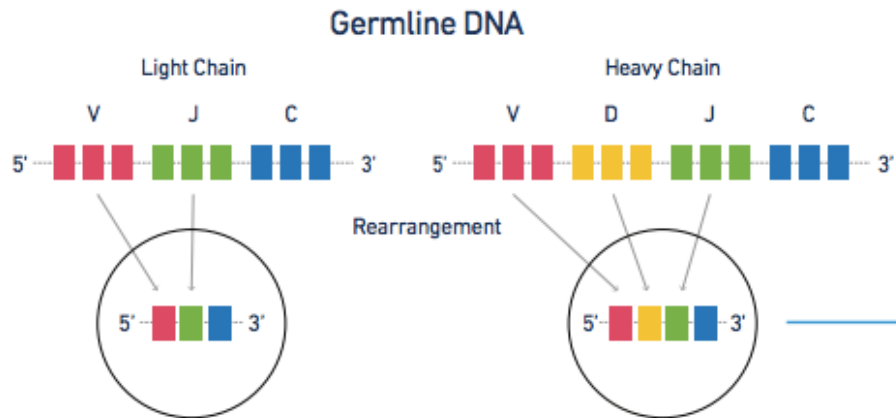 Germline DNA
Light Chain
Heavy Chain
V J C
V D J C
5' 3'
5' 3'
Rearrangement
5' 3'
5' 3'